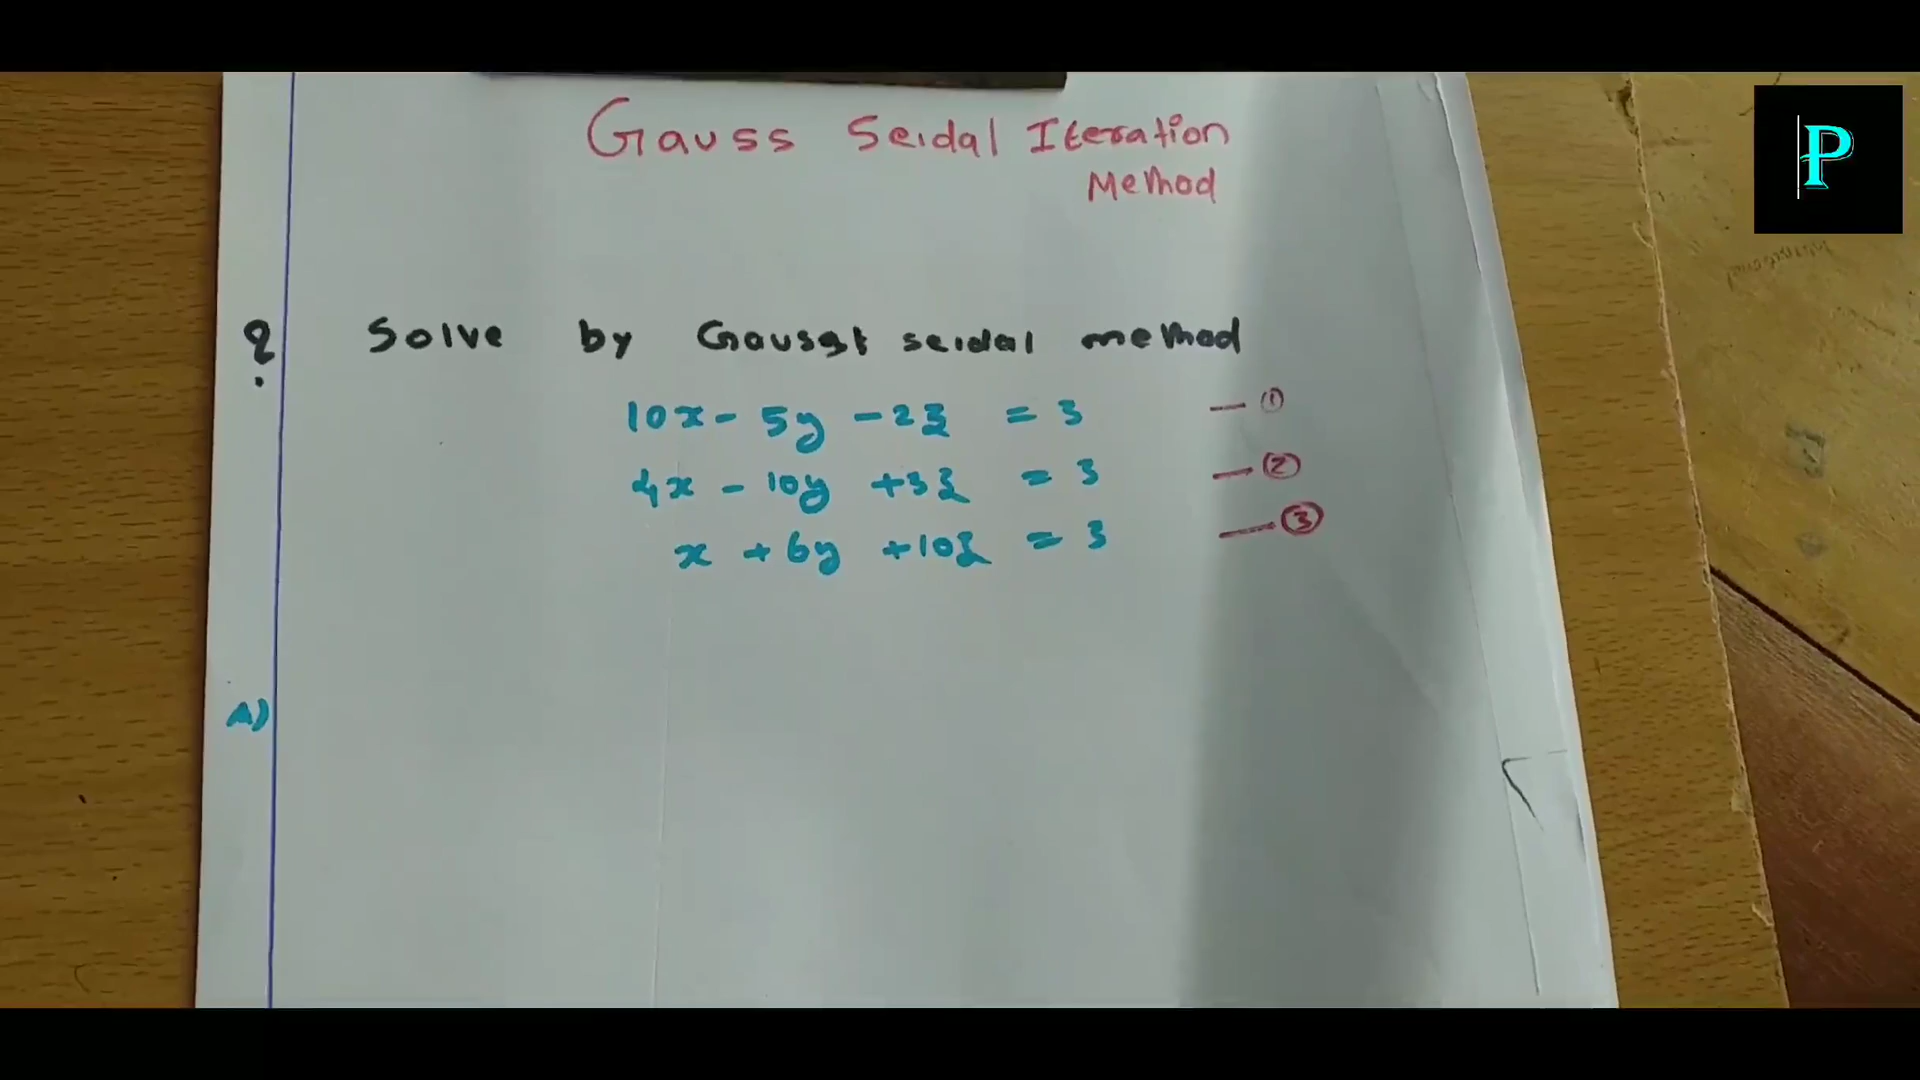 Gauss Seidal Iteration
Method
? Solve by Gausst seidal method
10x - 5y - 2z = 3 — ①
4x - 10y + 3z = 3 — ②
x + 6y + 10z = 3 — ③
A)
P